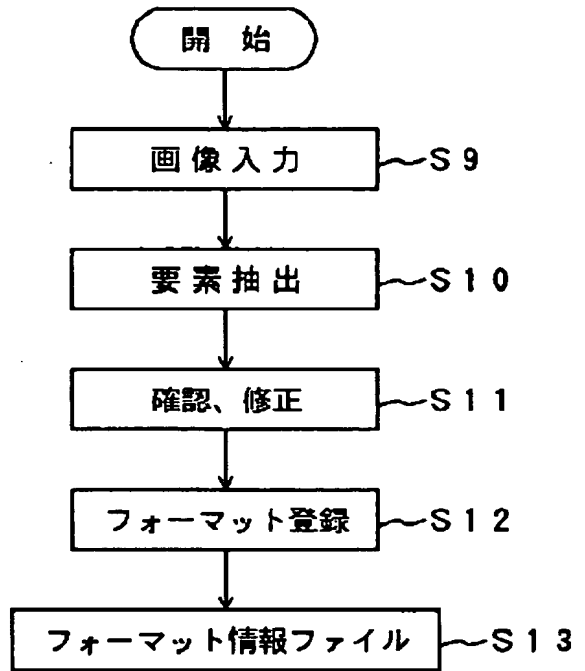 開 始
画像入力 ～S9
要素抽出 ～S10
確認、修正 ～S11
フォーマット登録 ～S12
フォーマット情報ファイル ～S13